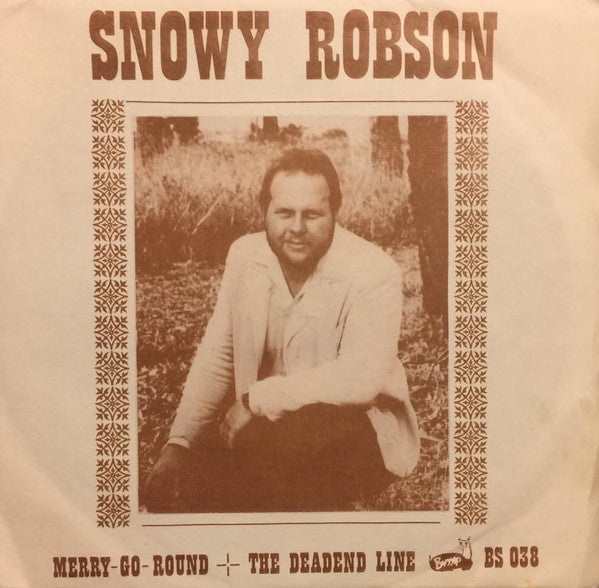 SNOWY ROBSON
MERRY-GO-ROUND + THE DEADEND LINE BS 038